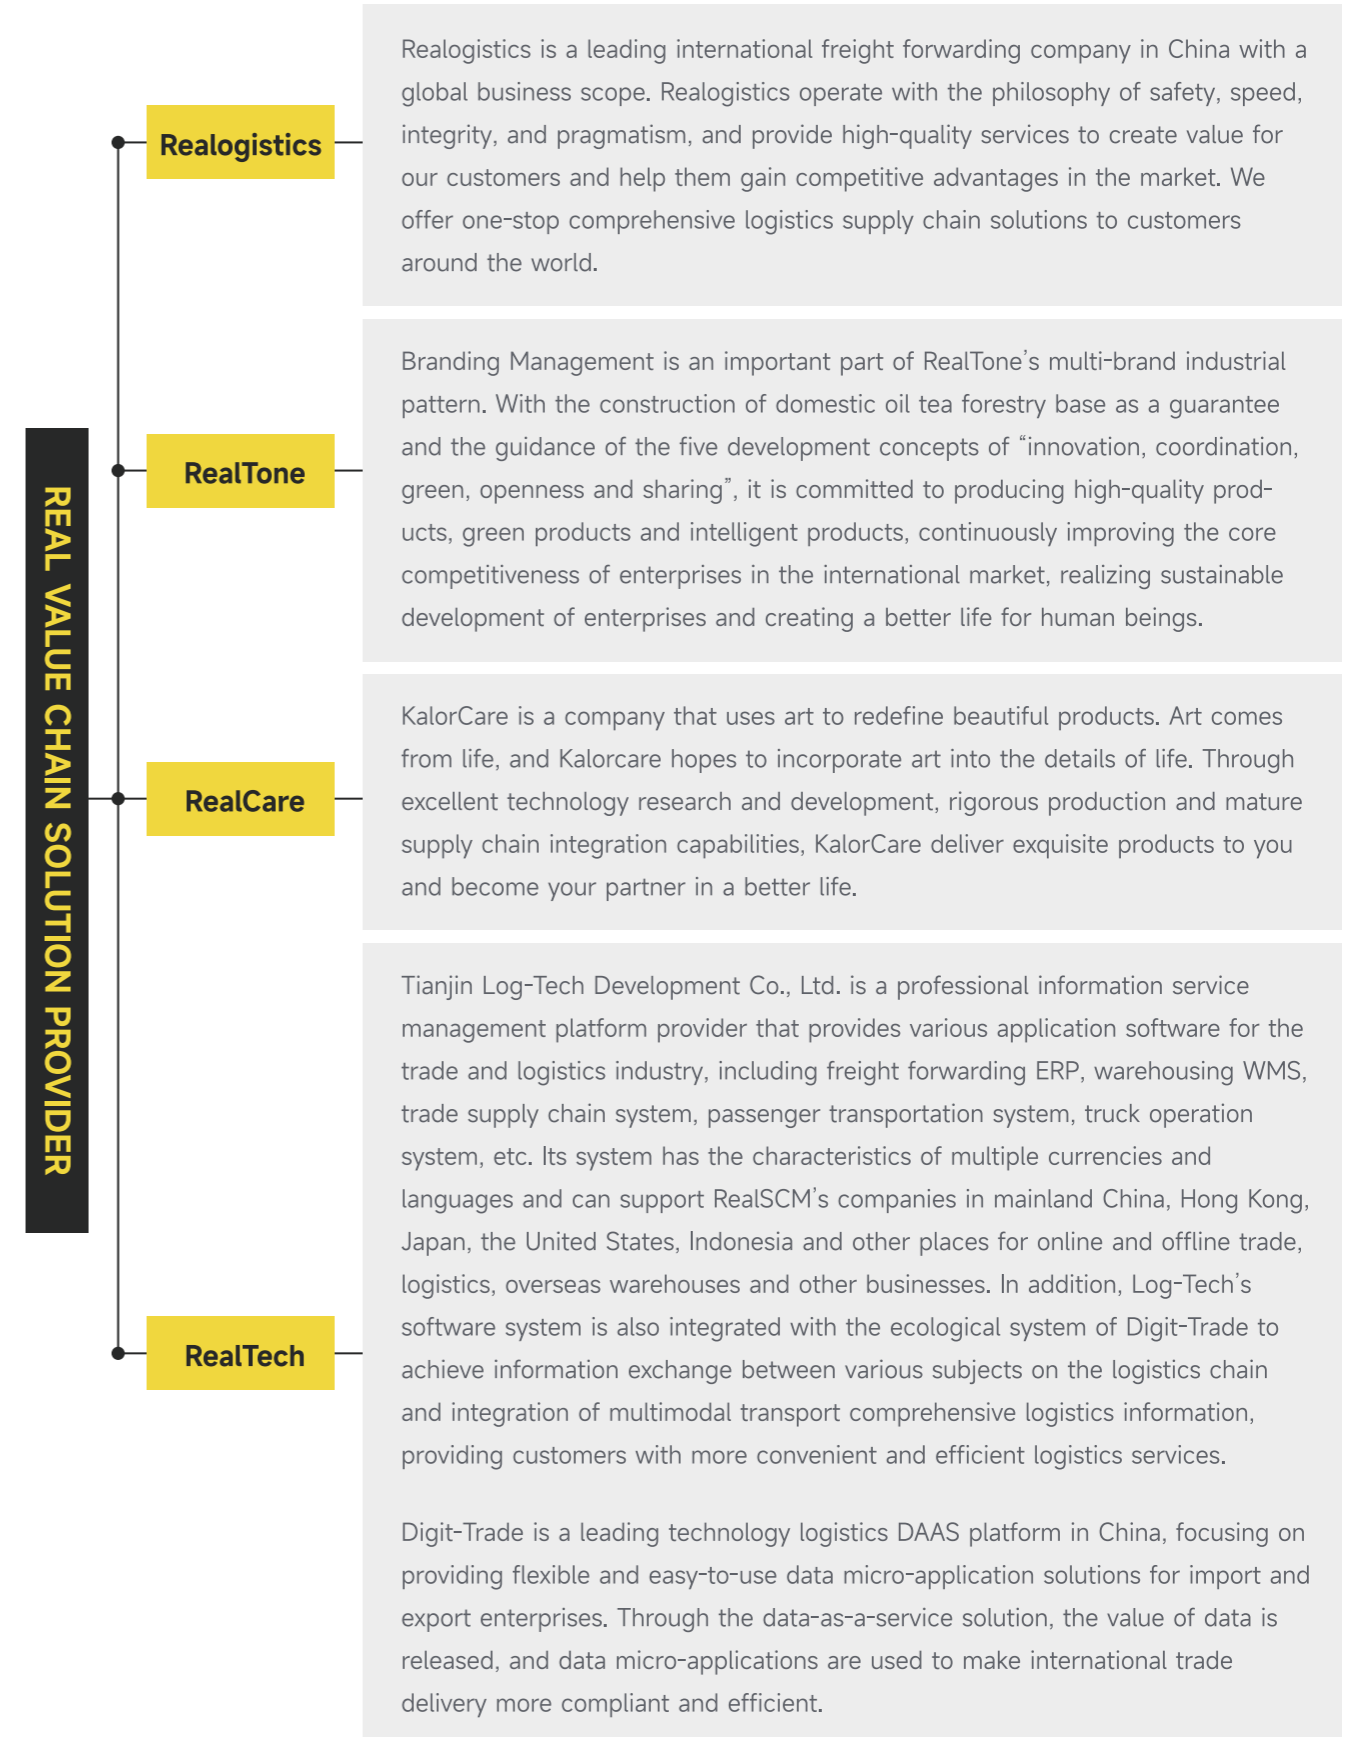 REAL VALUE CHAIN SOLUTION PROVIDER
Realogistics
Realogistics is a leading international freight forwarding company in China with a
global business scope. Realogistics operate with the philosophy of safety, speed,
integrity, and pragmatism, and provide high-quality services to create value for
our customers and help them gain competitive advantages in the market. We
offer one-stop comprehensive logistics supply chain solutions to customers
around the world.
RealTone
Branding Management is an important part of RealTone’s multi-brand industrial
pattern. With the construction of domestic oil tea forestry base as a guarantee
and the guidance of the five development concepts of “innovation, coordination,
green, openness and sharing”, it is committed to producing high-quality prod-
ucts, green products and intelligent products, continuously improving the core
competitiveness of enterprises in the international market, realizing sustainable
development of enterprises and creating a better life for human beings.
RealCare
KalorCare is a company that uses art to redefine beautiful products. Art comes
from life, and Kalorcare hopes to incorporate art into the details of life. Through
excellent technology research and development, rigorous production and mature
supply chain integration capabilities, KalorCare deliver exquisite products to you
and become your partner in a better life.
RealTech
Tianjin Log-Tech Development Co., Ltd. is a professional information service
management platform provider that provides various application software for the
trade and logistics industry, including freight forwarding ERP, warehousing WMS,
trade supply chain system, passenger transportation system, truck operation
system, etc. Its system has the characteristics of multiple currencies and
languages and can support RealSCM’s companies in mainland China, Hong Kong,
Japan, the United States, Indonesia and other places for online and offline trade,
logistics, overseas warehouses and other businesses. In addition, Log-Tech’s
software system is also integrated with the ecological system of Digit-Trade to
achieve information exchange between various subjects on the logistics chain
and integration of multimodal transport comprehensive logistics information,
providing customers with more convenient and efficient logistics services.
Digit-Trade is a leading technology logistics DAAS platform in China, focusing on
providing flexible and easy-to-use data micro-application solutions for import and
export enterprises. Through the data-as-a-service solution, the value of data is
released, and data micro-applications are used to make international trade
delivery more compliant and efficient.